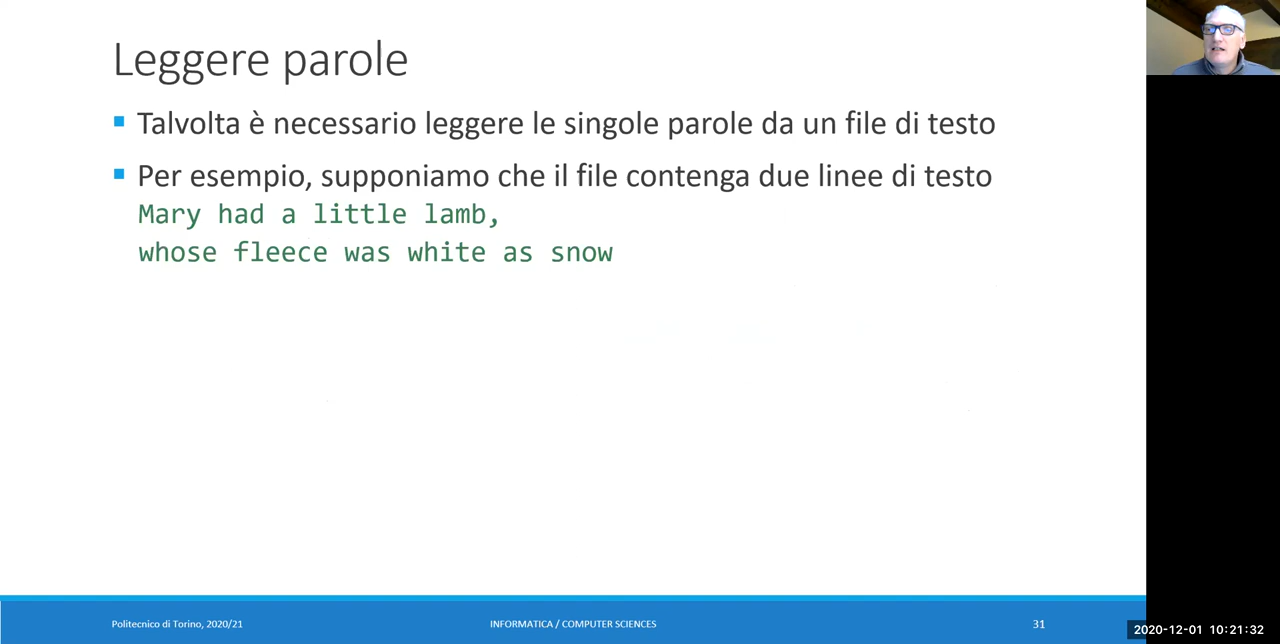 Leggere parole
Talvolta è necessario leggere le singole parole da un file di testo
Per esempio, supponiamo che il file contenga due linee di testo
Mary had a little lamb,
whose fleece was white as snow
Politecnico di Torino, 2020/21
INFORMATICA / COMPUTER SCIENCES
31
2020-12-01 10:21:32